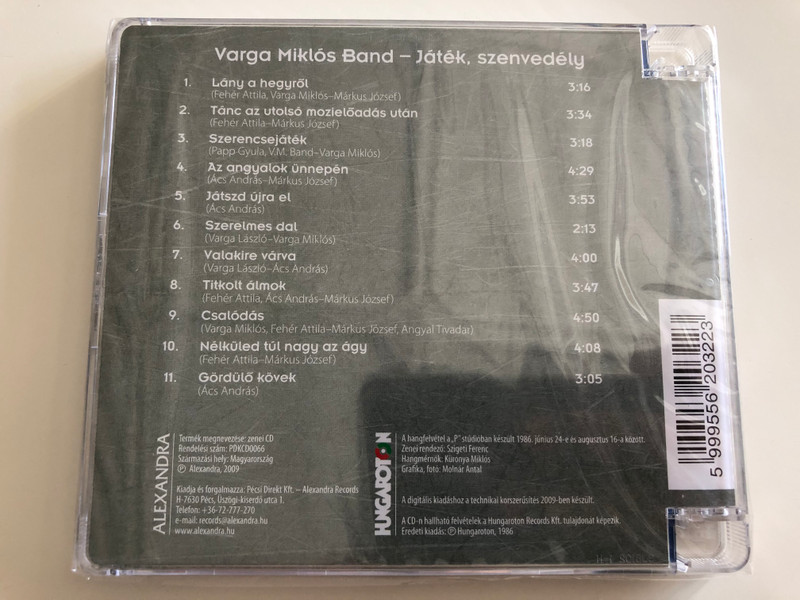 Varga Miklós Band – Játék, szenvedély
1. Lány a hegyről 3:16
(Fehér Attila, Varga Miklós–Márkus József)
2. Tánc az utolsó mozielőadás után 3:34
(Fehér Attila–Márkus József)
3. Szerencsejáték 3:18
(Papp Gyula, V.M. Band–Varga Miklós)
4. Az angyalok ünnepén 4:29
(Ács András–Márkus József)
5. Játszd újra el 3:53
(Ács András)
6. Szerelmes dal 2:13
(Varga László–Varga Miklós)
7. Valakire várva 4:00
(Varga László–Ács András)
8. Titkolt álmok 3:47
(Fehér Attila, Ács András–Márkus József)
9. Csalódás 4:50
(Varga Miklós, Fehér Attila–Márkus József, Angyal Tivadar)
10. Nélküled túl nagy az ágy 4:08
(Fehér Attila–Márkus József)
11. Gördülő kövek 3:05
(Ács András)
ALEXANDRA
Termék megnevezése: zenei CD
Rendelési szám: PDKCD0066
Származási hely: Magyarország
℗ Alexandra, 2009
Kiadja és forgalmazza: Pécsi Direkt Kft. – Alexandra Records
H-7630 Pécs, Üszögi-kiserdő utca 1.
Telefon: +36-72-777-270
e-mail: records@alexandra.hu
www.alexandra.hu
HUNGAROTON
A hangfelvétel a „P” stúdióban készült 1986. június 24-e és augusztus 16-a között.
Zenei rendező: Szigeti Ferenc
Hangmérnök: Küronya Miklós
Grafika, foto: Molnár Antal
A digitális kiadáshoz a technikai korszerűsítés 2009-ben készült.
A CD-n hallható felvételek a Hungaroton Records Kft. tulajdonát képezik.
Eredeti kiadás: ℗ Hungaroton, 1986
5 999556 203223